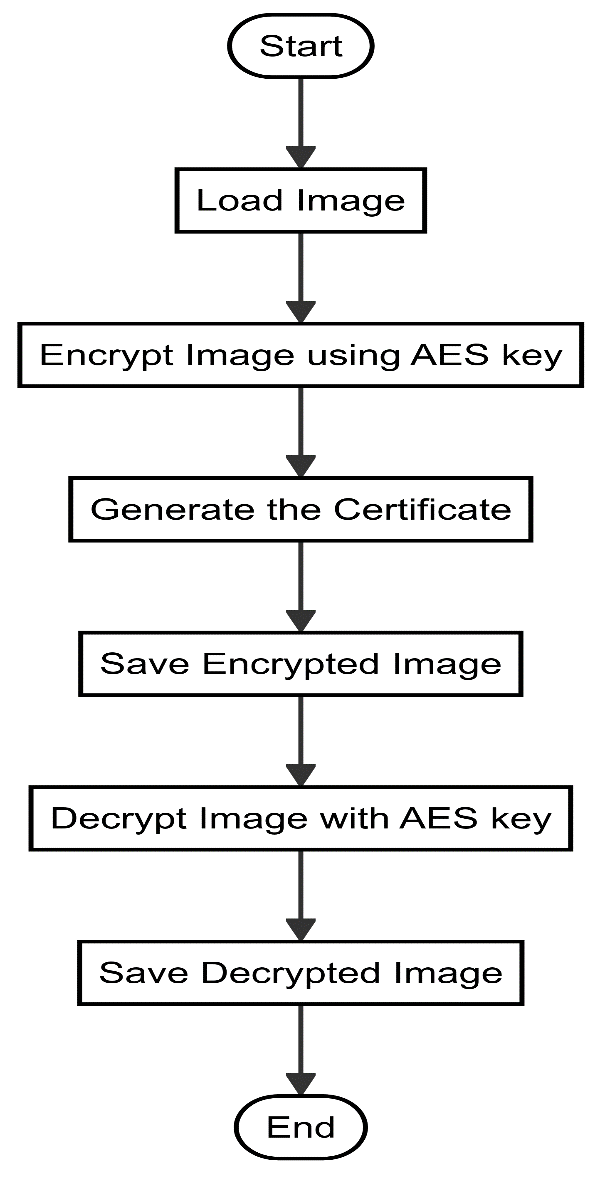 Start
Load Image
Encrypt Image using AES key
Generate the Certificate
Save Encrypted Image
Decrypt Image with AES key
Save Decrypted Image
End